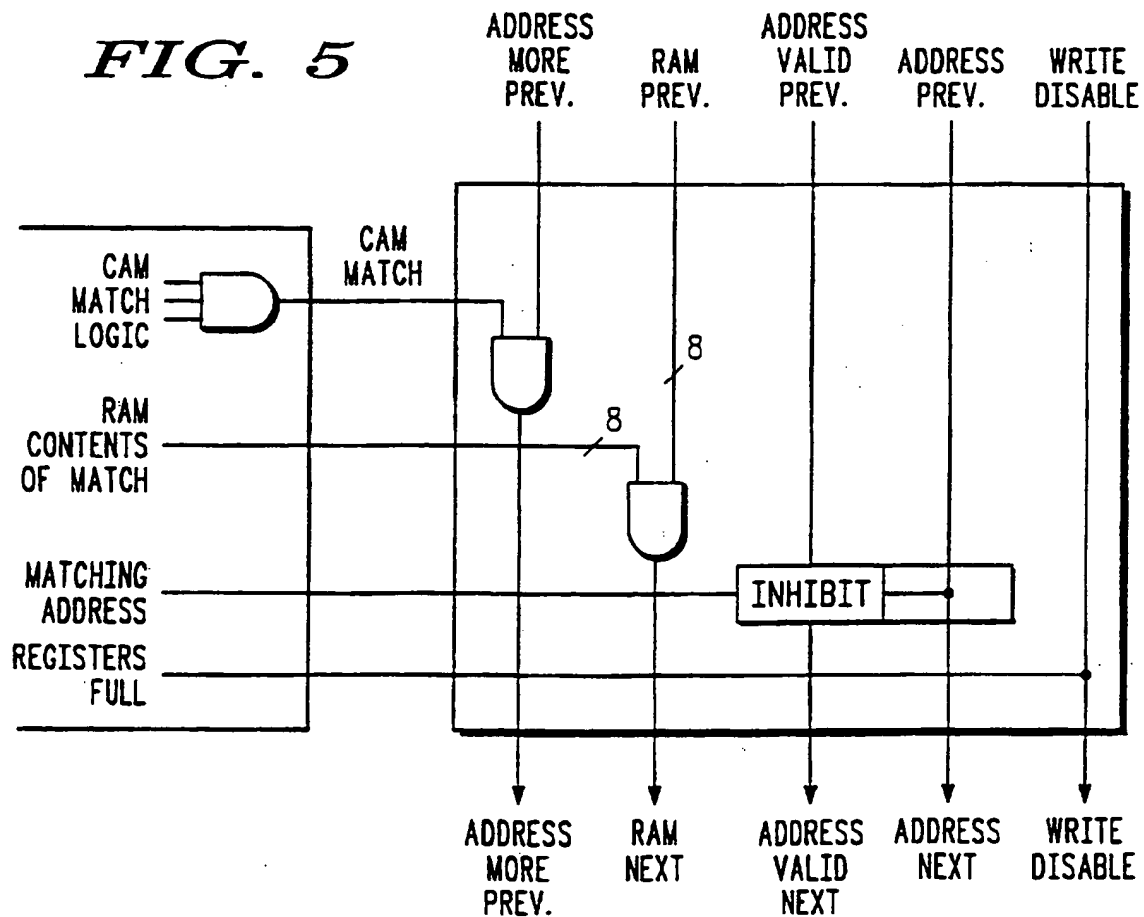 FIG. 5
ADDRESS
MORE
PREV.
RAM
PREV.
ADDRESS
VALID
PREV.
ADDRESS
PREV.
WRITE
DISABLE
CAM
MATCH
LOGIC
CAM
MATCH
8
RAM
CONTENTS
OF MATCH
8
MATCHING
ADDRESS
INHIBIT
REGISTERS
FULL
ADDRESS
MORE
PREV.
RAM
NEXT
ADDRESS
VALID
NEXT
ADDRESS
NEXT
WRITE
DISABLE